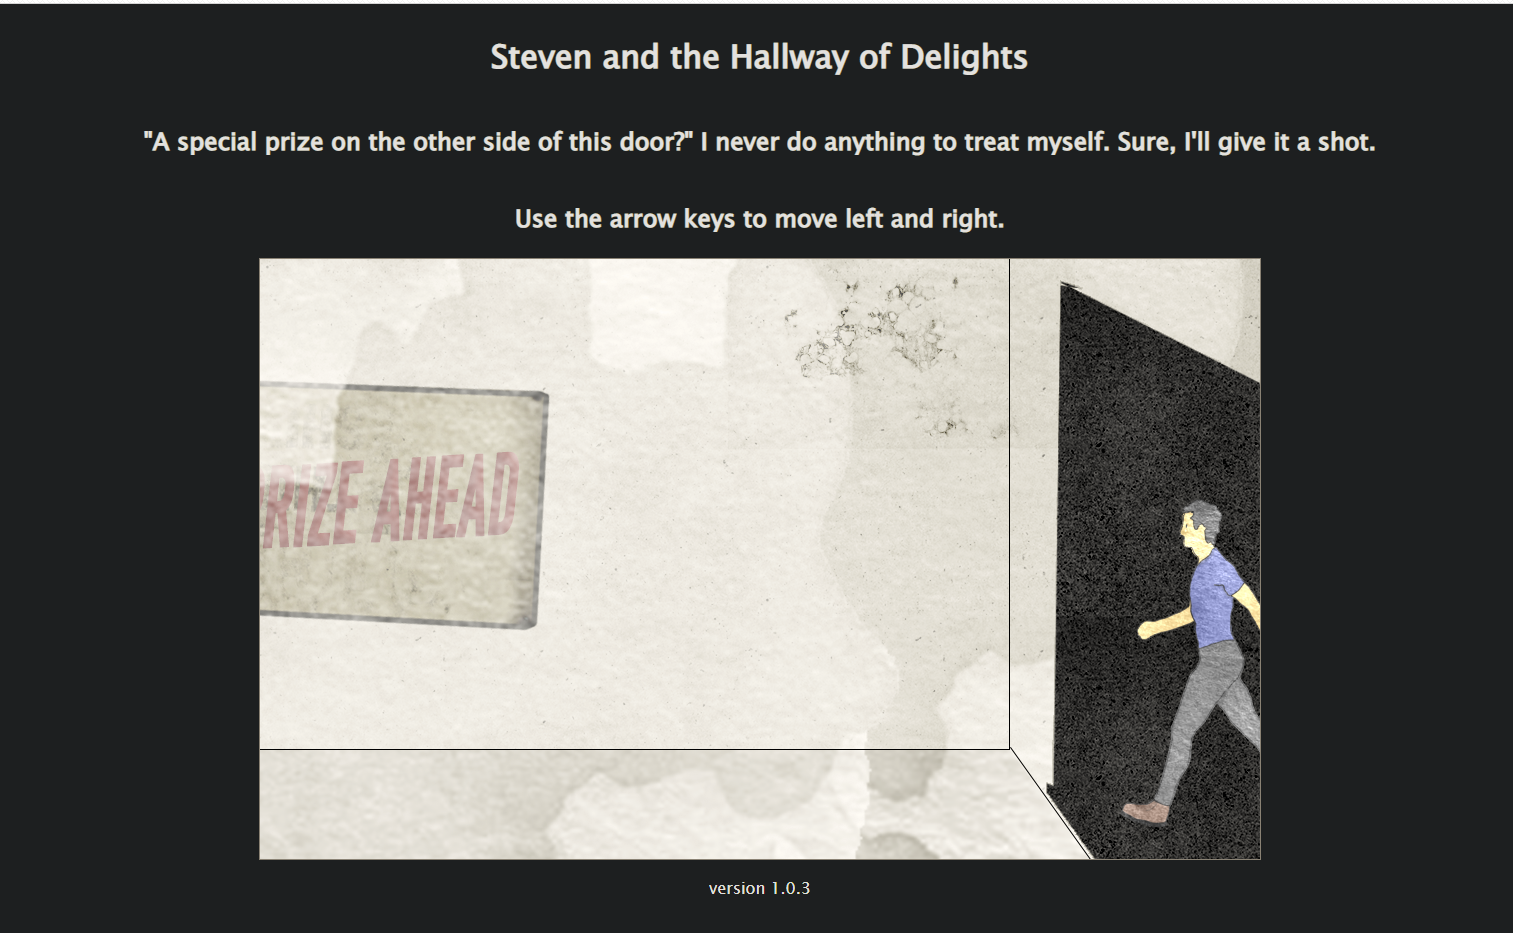 Steven and the Hallway of Delights
"A special prize on the other side of this door?" I never do anything to treat myself. Sure, I'll give it a shot.
Use the arrow keys to move left and right.
RIZE AHEAD
version 1.0.3